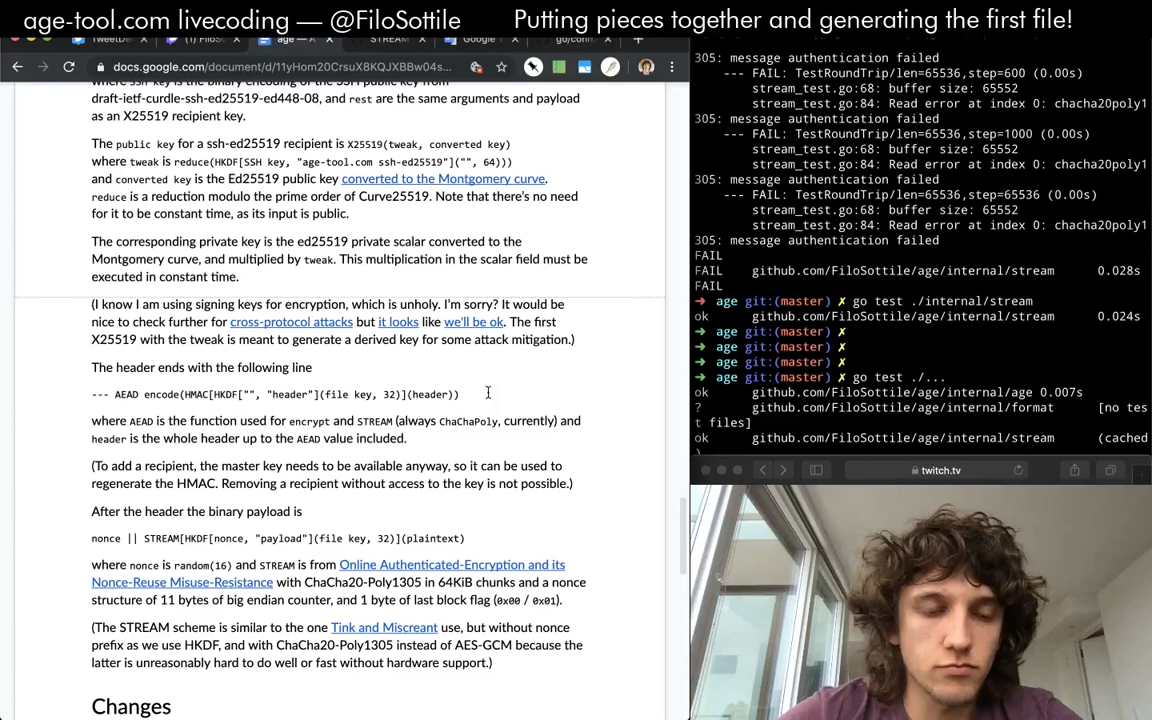 age-tool.com livecoding — @FiloSottile
Putting pieces together and generating the first file!
TweetDe
(1) FiloS
age — A
STREAM
Google
go/conf
docs.google.com/document/d/11yHom20CrsuX8KQJXBBw04s...
where ssh key is the binary encoding of the SSH public key from
draft-ietf-curdle-ssh-ed25519-ed448-08, and rest are the same arguments and payload
as an X25519 recipient key.
The public key for a ssh-ed25519 recipient is X25519(tweak, converted key)
where tweak is reduce(HKDF[SSH key, "age-tool.com ssh-ed25519"]("", 64)))
and converted key is the Ed25519 public key converted to the Montgomery curve.
reduce is a reduction modulo the prime order of Curve25519. Note that there's no need
for it to be constant time, as its input is public.
The corresponding private key is the ed25519 private scalar converted to the
Montgomery curve, and multiplied by tweak. This multiplication in the scalar field must be
executed in constant time.
(I know I am using signing keys for encryption, which is unholy. I'm sorry? It would be
nice to check further for cross-protocol attacks but it looks like we'll be ok. The first
X25519 with the tweak is meant to generate a derived key for some attack mitigation.)
The header ends with the following line
--- AEAD encode(HMAC[HKDF["", "header"](file key, 32)](header))
where AEAD is the function used for encrypt and STREAM (always ChaChaPoly, currently) and
header is the whole header up to the AEAD value included.
(To add a recipient, the master key needs to be available anyway, so it can be used to
regenerate the HMAC. Removing a recipient without access to the key is not possible.)
After the header the binary payload is
nonce || STREAM[HKDF[nonce, "payload"](file key, 32)](plaintext)
where nonce is random(16) and STREAM is from Online Authenticated-Encryption and its
Nonce-Reuse Misuse-Resistance with ChaCha20-Poly1305 in 64KiB chunks and a nonce
structure of 11 bytes of big endian counter, and 1 byte of last block flag (0x00 / 0x01).
(The STREAM scheme is similar to the one Tink and Miscreant use, but without nonce
prefix as we use HKDF, and with ChaCha20-Poly1305 instead of AES-GCM because the
latter is unreasonably hard to do well or fast without hardware support.)
Changes
305: message authentication failed
--- FAIL: TestRoundTrip/len=65536,step=600 (0.00s)
stream_test.go:68: buffer size: 65552
stream_test.go:84: Read error at index 0: chacha20poly1
305: message authentication failed
--- FAIL: TestRoundTrip/len=65536,step=1000 (0.00s)
stream_test.go:68: buffer size: 65552
stream_test.go:84: Read error at index 0: chacha20poly1
305: message authentication failed
--- FAIL: TestRoundTrip/len=65536,step=65536 (0.00s)
stream_test.go:68: buffer size: 65552
stream_test.go:84: Read error at index 0: chacha20poly1
305: message authentication failed
FAIL
FAIL github.com/FiloSottile/age/internal/stream 0.028s
FAIL
➜ age git:(master) ✗ go test ./internal/stream
ok github.com/FiloSottile/age/internal/stream 0.024s
➜ age git:(master) ✗
➜ age git:(master) ✗
➜ age git:(master) ✗
➜ age git:(master) ✗ go test ./...
ok github.com/FiloSottile/age/internal/age 0.007s
? github.com/FiloSottile/age/internal/format [no tes
t files]
ok github.com/FiloSottile/age/internal/stream (cached
)
twitch.tv